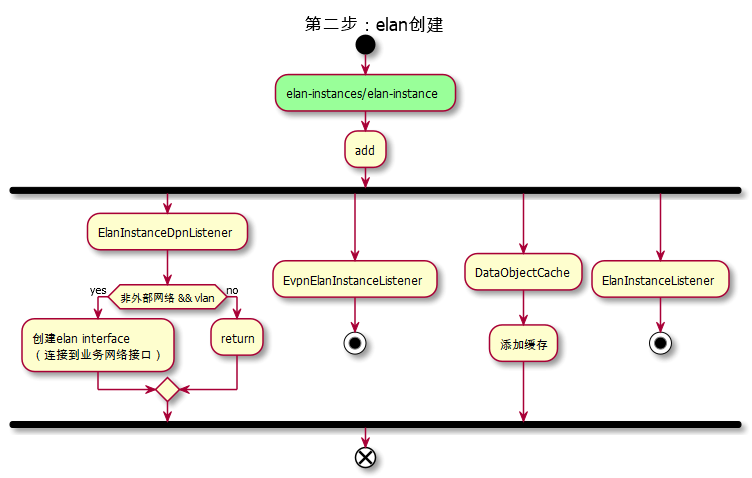 第二步：elan创建
elan-instances/elan-instance
add
ElanInstanceDpnListener
yes
非外部网络 && vlan
no
创建elan interface
（连接到业务网络接口）
return
EvpnElanInstanceListener
DataObjectCache
添加缓存
ElanInstanceListener